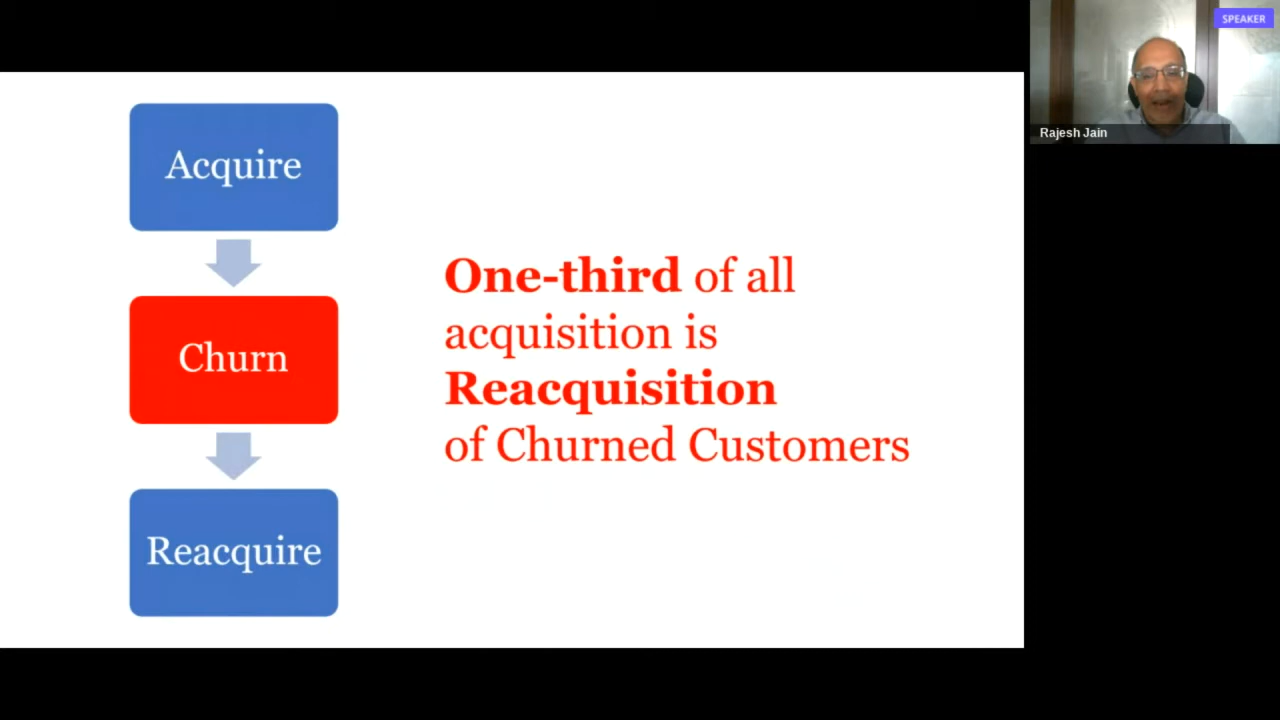 Acquire
Churn
Reacquire
One-third of all
acquisition is
Reacquisition
of Churned Customers
SPEAKER
Rajesh Jain